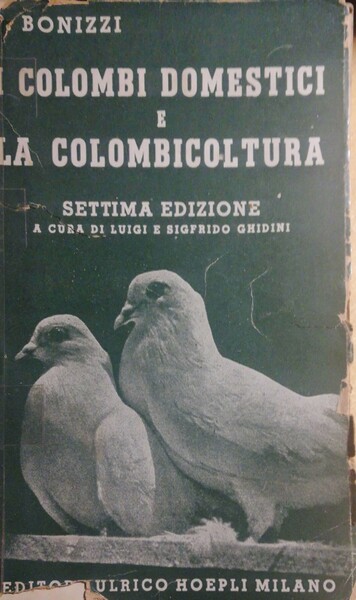 BONIZZI
I COLOMBI DOMESTICI
E
LA COLOMBICOLTURA
SETTIMA EDIZIONE
A CURA DI LUIGI E SIGFRIDO GHIDINI
ULRICO HOEPLI MILANO